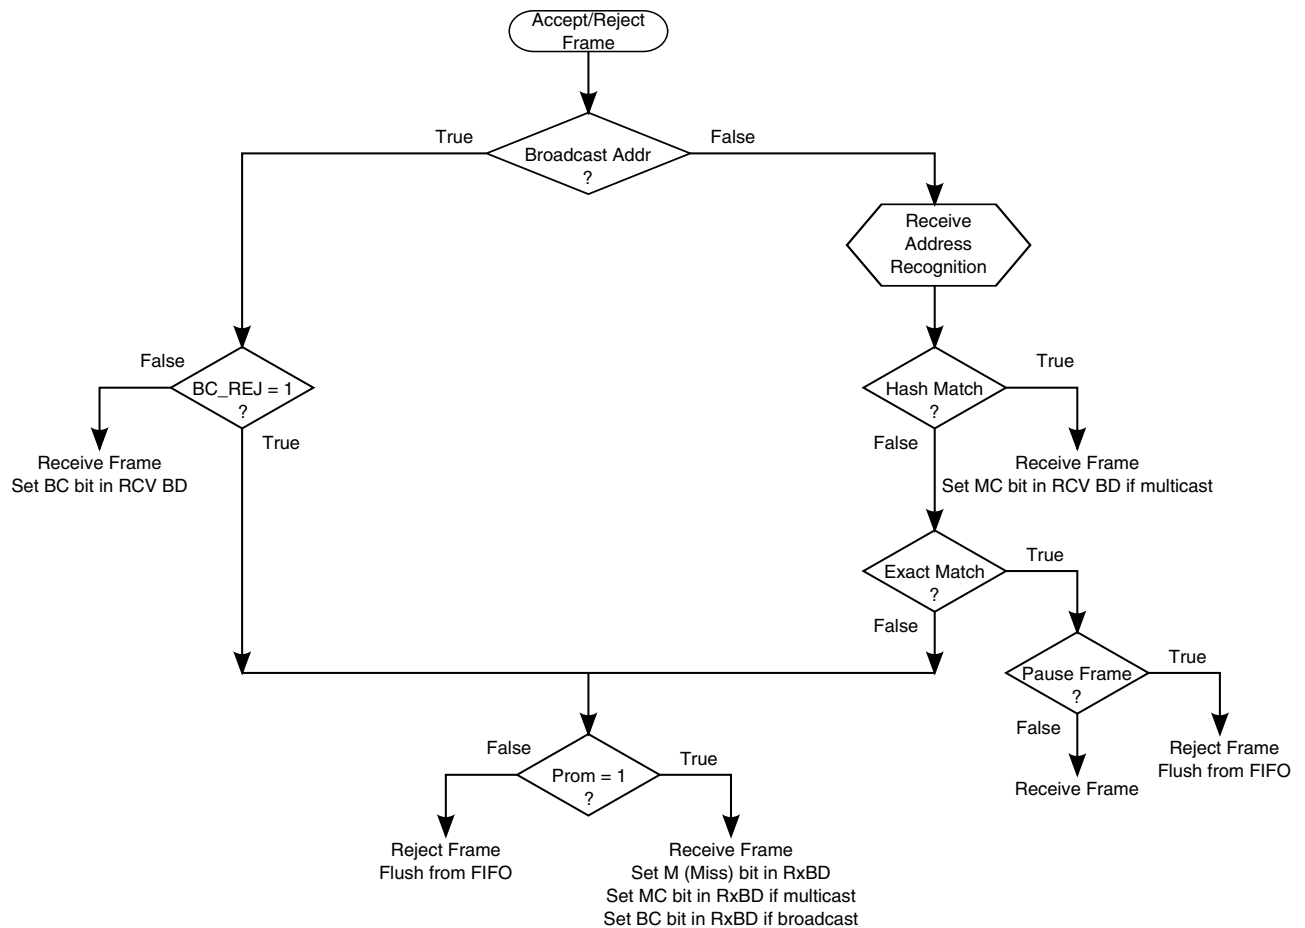 Accept/Reject
Frame
True
False
Broadcast Addr
?
Receive
Address
Recognition
False
BC_REJ = 1
?
True
True
Hash Match
?
False
Receive Frame
Set BC bit in RCV BD
Receive Frame
Set MC bit in RCV BD if multicast
True
Exact Match
?
False
True
Pause Frame
?
False
Reject Frame
Flush from FIFO
Receive Frame
False
True
Prom = 1
?
Reject Frame
Flush from FIFO
Receive Frame
Set M (Miss) bit in RxBD
Set MC bit in RxBD if multicast
Set BC bit in RxBD if broadcast